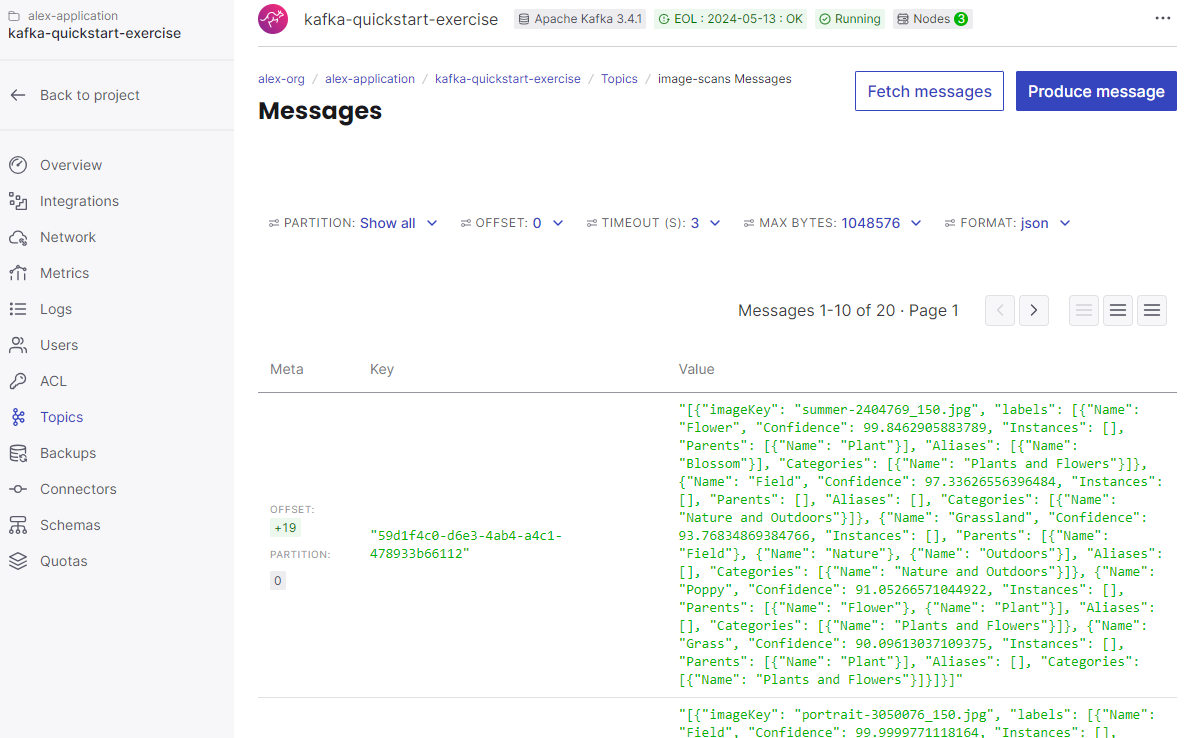 alex-application
kafka-quickstart-exercise
Back to project
Overview
Integrations
Network
Metrics
Logs
Users
ACL
Topics
Backups
Connectors
Schemas
Quotas
kafka-quickstart-exercise Apache Kafka 3.4.1 EOL : 2024-05-13 : OK Running Nodes 3
alex-org / alex-application / kafka-quickstart-exercise / Topics / image-scans Messages
Messages
Fetch messages
Produce message
PARTITION: Show all OFFSET: 0 TIMEOUT (S): 3 MAX BYTES: 1048576 FORMAT: json
Messages 1-10 of 20 · Page 1
Meta Key Value
OFFSET:
+19
PARTITION:
0
"59d1f4c0-d6e3-4ab4-a4c1-
478933b66112"
"[{"imageKey": "summer-2404769_150.jpg", "labels": [{"Name":
"Flower", "Confidence": 99.8462905883789, "Instances": [],
"Parents": [{"Name": "Plant"}], "Aliases": [{"Name":
"Blossom"}], "Categories": [{"Name": "Plants and Flowers"}]},
{"Name": "Field", "Confidence": 97.33626556396484, "Instances":
[], "Parents": [], "Aliases": [], "Categories": [{"Name":
"Nature and Outdoors"}]}, {"Name": "Grassland", "Confidence":
93.76834869384766, "Instances": [], "Parents": [{"Name":
"Field"}, {"Name": "Nature"}, {"Name": "Outdoors"}], "Aliases":
[], "Categories": [{"Name": "Nature and Outdoors"}]}, {"Name":
"Poppy", "Confidence": 91.05266571044922, "Instances": [],
"Parents": [{"Name": "Flower"}, {"Name": "Plant"}], "Aliases":
[], "Categories": [{"Name": "Plants and Flowers"}]}, {"Name":
"Grass", "Confidence": 90.09613037109375, "Instances": [],
"Parents": [{"Name": "Plant"}], "Aliases": [], "Categories":
[{"Name": "Plants and Flowers"}]}]}]"
"[{"imageKey": "portrait-3050076_150.jpg", "labels": [{"Name":
"Field", "Confidence": 99.9999771118164, "Instances": [],